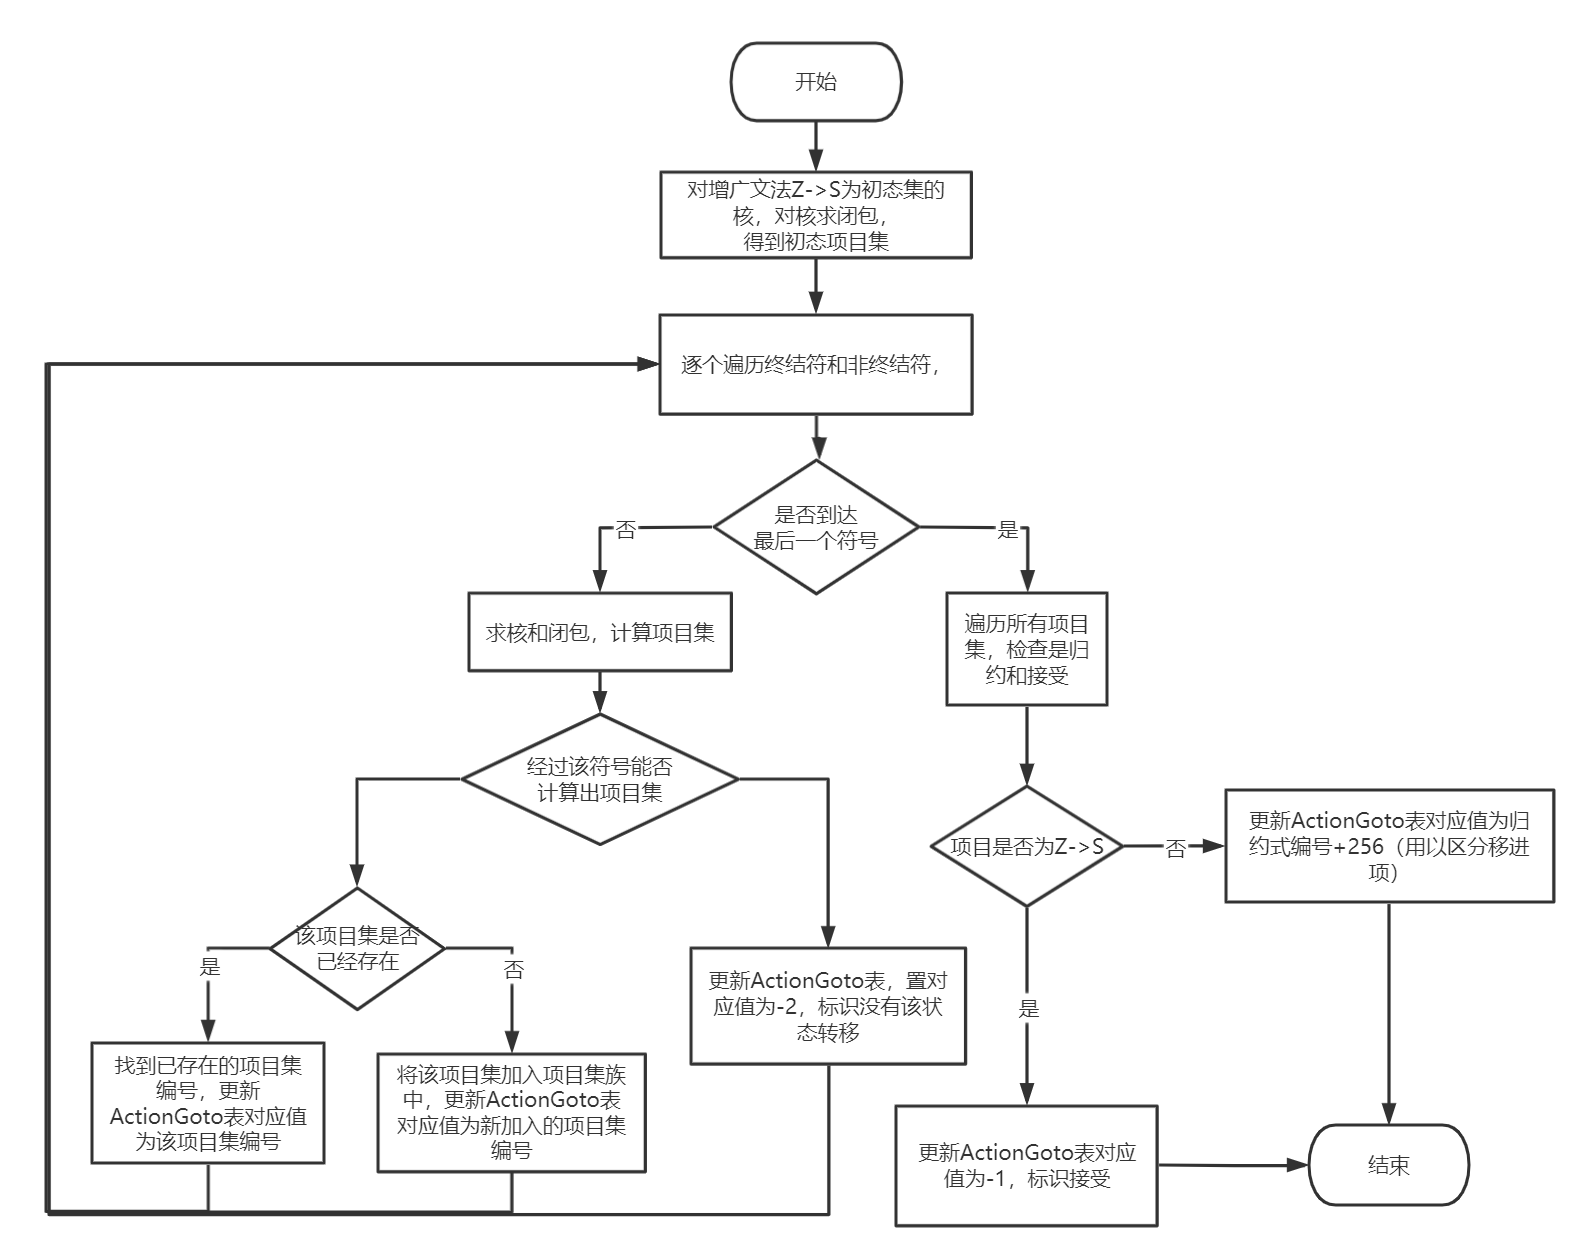 开始
对增广文法Z->S为初态集的
核，对核求闭包，
得到初态项目集
逐个遍历终结符和非终结符，
是否到达
最后一个符号
否
是
求核和闭包，计算项目集
遍历所有项目
集，检查是归
约和接受
经过该符号能否
计算出项目集
项目是否为Z->S
否
更新ActionGoto表对应值为归
约式编号+256（用以区分移进
项）
该项目集是否
已经存在
是
否
更新ActionGoto表，置对
应值为-2，标识没有该状
态转移
是
找到已存在的项目集
编号，更新
ActionGoto表对应值
为该项目集编号
将该项目集加入项目集族
中，更新ActionGoto表
对应值为新加入的项目集
编号
更新ActionGoto表对应
值为-1，标识接受
结束